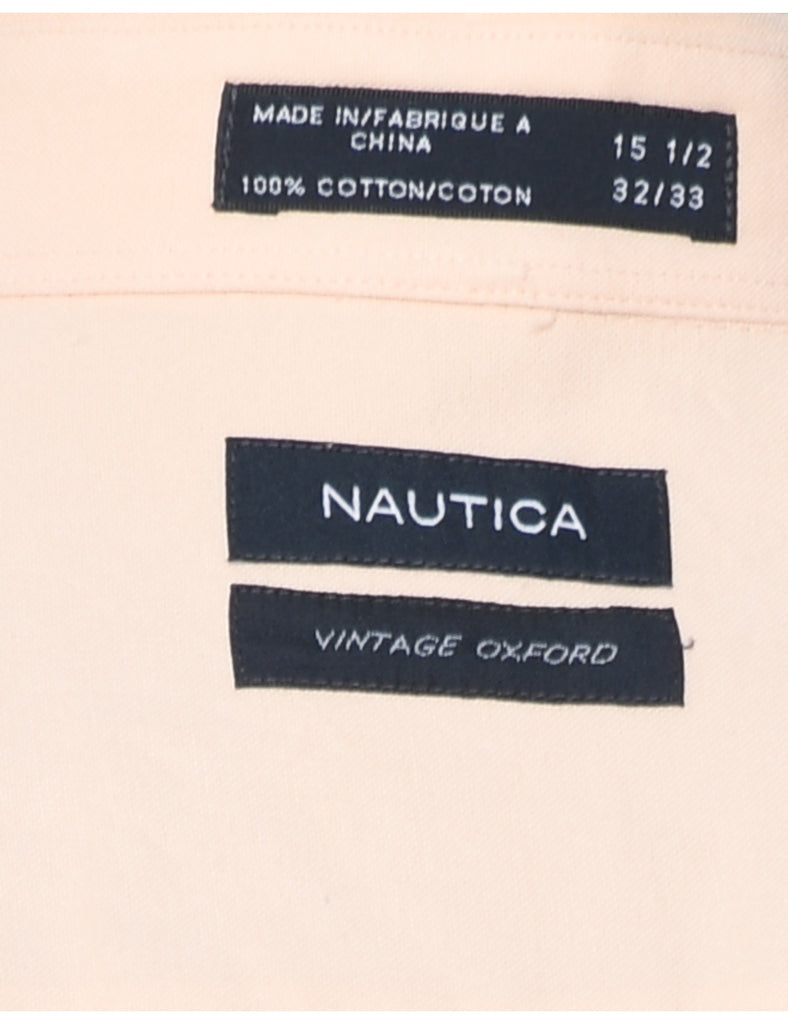 MADE IN/FABRIQUE A
CHINA
15 1/2
100% COTTON/COTON
32/33
NAUTICA
VINTAGE OXFORD